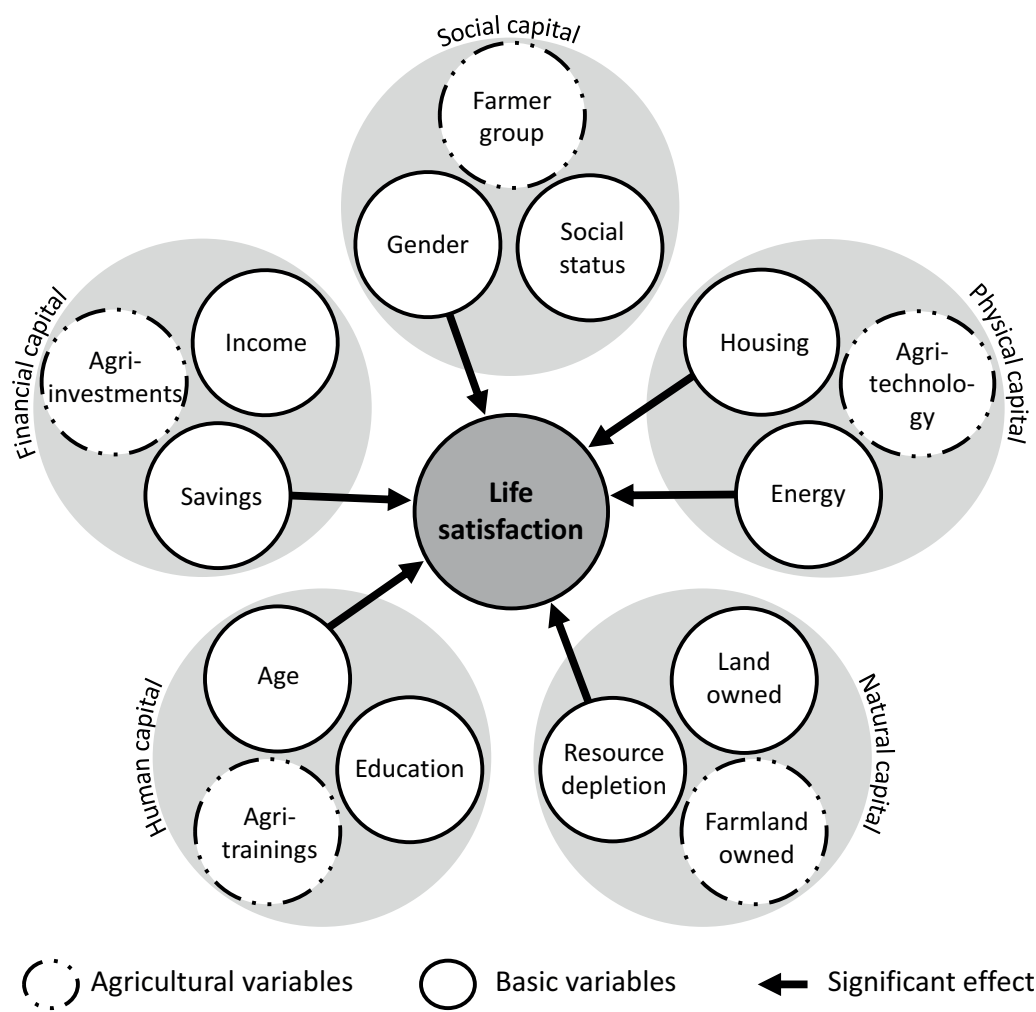 Social capital
Farmer
group
Gender
Social
status
Financial capital
Agri-
investments
Income
Savings
Physical capital
Housing
Agri-
technolo-
gy
Energy
Life
satisfaction
Human capital
Age
Education
Agri-
trainings
Natural capital
Land
owned
Resource
depletion
Farmland
owned
Agricultural variables
Basic variables
Significant effect